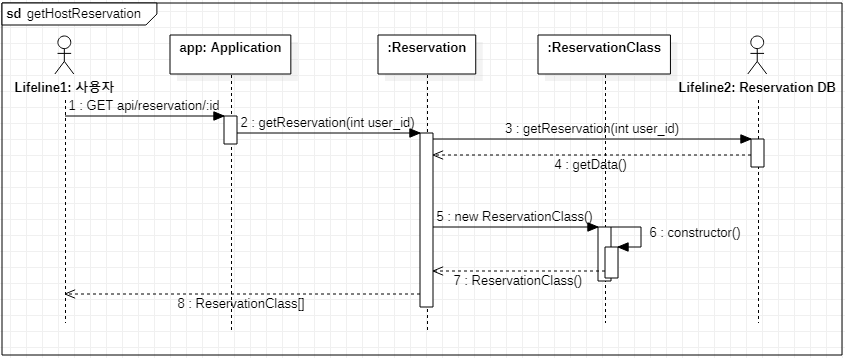 sd getHostReservation
app: Application
:Reservation
:ReservationClass
Lifeline1: 사용자
Lifeline2: Reservation DB
1 : GET api/reservation/:id
2 : getReservation(int user_id)
3 : getReservation(int user_id)
4 : getData()
5 : new ReservationClass()
6 : constructor()
7 : ReservationClass()
8 : ReservationClass[]